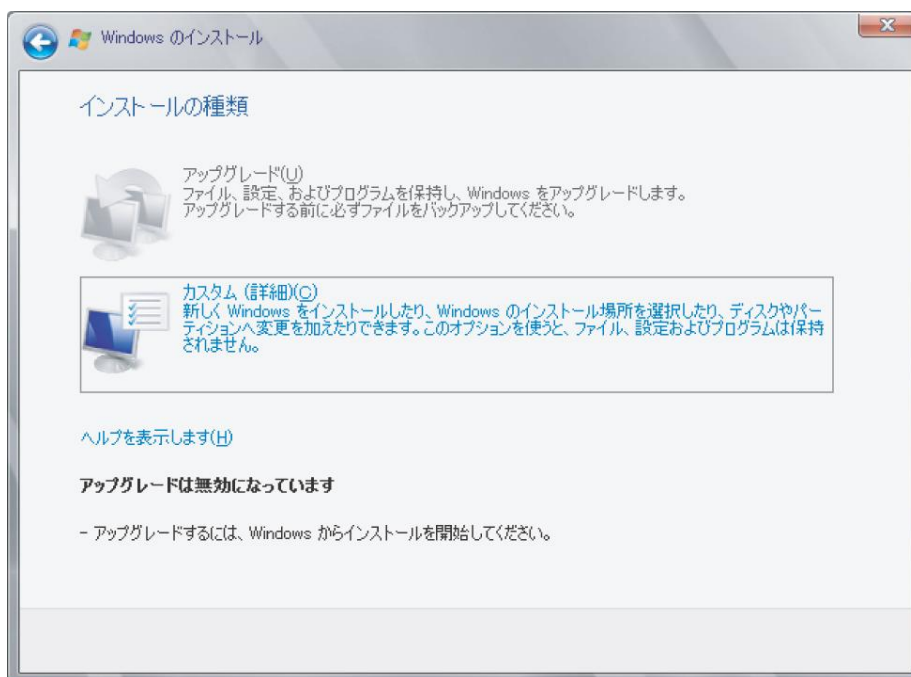 Windows のインストール
インストールの種類
アップグレード(U)
ファイル、設定、およびプログラムを保持し、Windows をアップグレードします。
アップグレードする前に必ずファイルをバックアップしてください。
カスタム (詳細)(C)
新しく Windows をインストールしたり、Windows のインストール場所を選択したり、ディスクやパー
ティションへ変更を加えたりできます。このオプションを使うと、ファイル、設定およびプログラムは保持
されません。
ヘルプを表示します(H)
アップグレードは無効になっています
- アップグレードするには、Windows からインストールを開始してください。